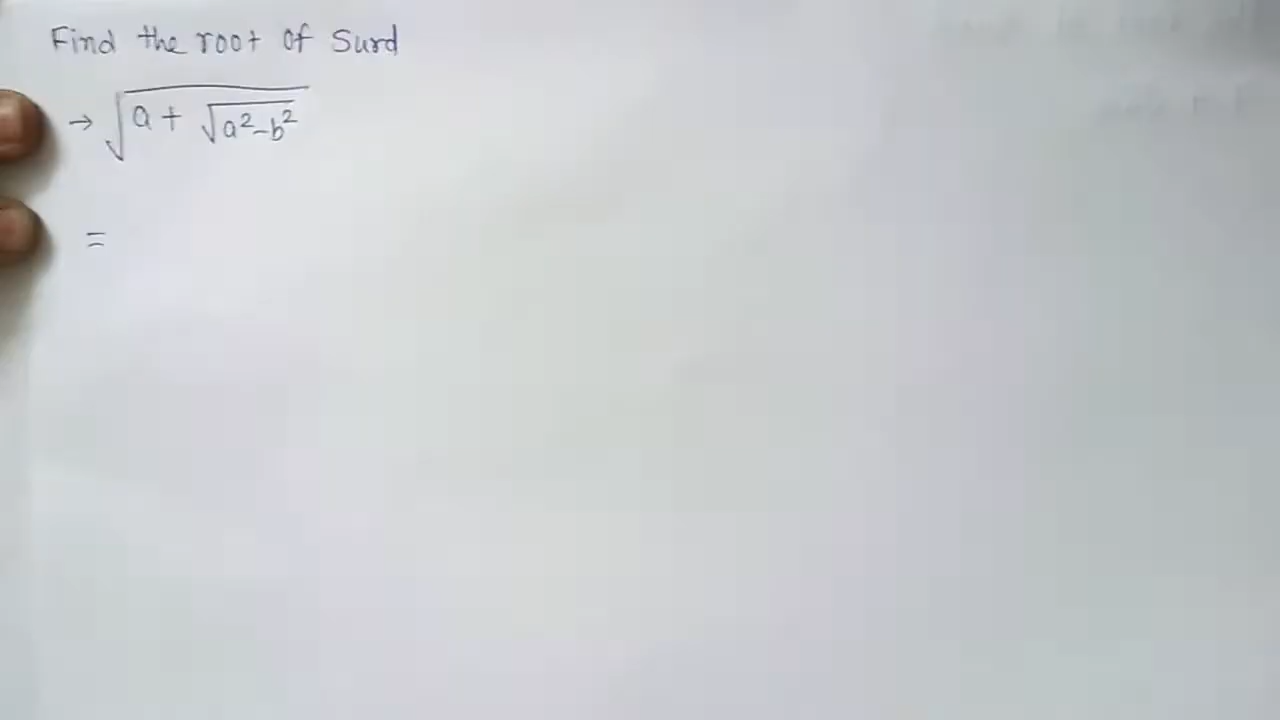 Find the root of Surd
→ √(a + √(a²-b²))
=